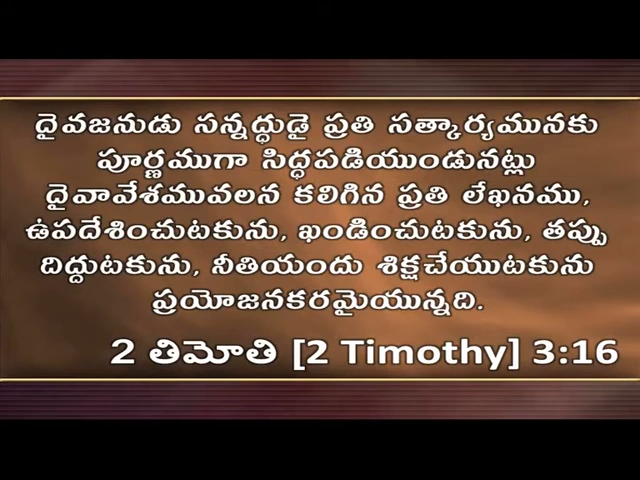 దైవజనుడు సన్నద్ధుడై ప్రతి సత్కార్యమునకు
పూర్ణముగా సిద్ధపడియుండునట్లు
దైవావేశమువలన కలిగిన ప్రతి లేఖనము,
ఉపదేశించుటకును, ఖండించుటకును, తప్పు
దిద్దుటకును, నీతియందు శిక్షచేయుటకును
ప్రయోజనకరమైయున్నది.
2 తిమోతి [2 Timothy] 3:16